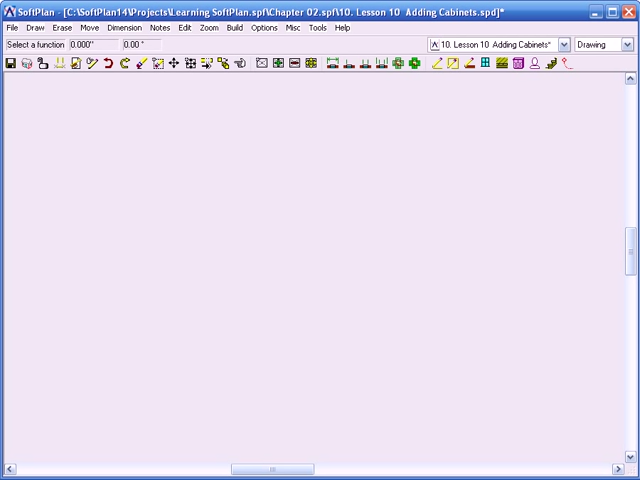 SoftPlan - [C:\SoftPlan14\Projects\Learning SoftPlan.spf\Chapter 02.spf\10. Lesson 10  Adding Cabinets.spd]*
File Draw Erase Move Dimension Notes Edit Zoom Build Options Misc Tools Help
Select a function 0.000" 0.00 ° 10. Lesson 10  Adding Cabinets* Drawing